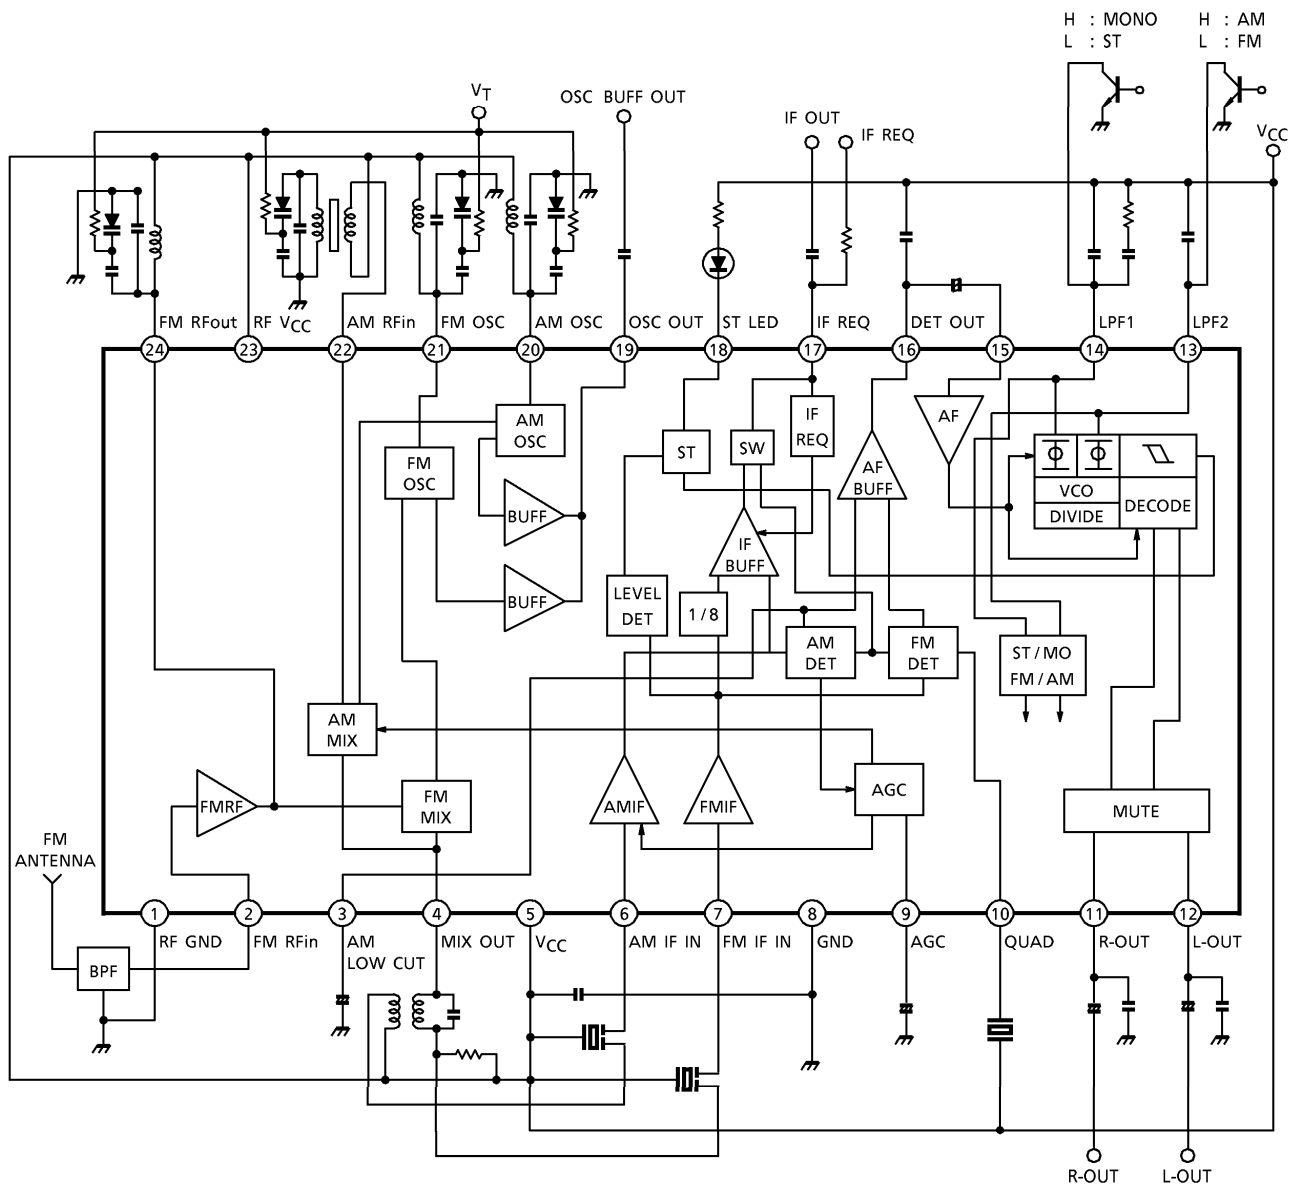 H : MONO
L : ST
H : AM
L : FM
VT
OSC BUFF OUT
IF OUT
IF REQ
VCC
FM RFout
RF VCC
AM RFin
FM OSC
AM OSC
OSC OUT
ST LED
IF REQ
DET OUT
LPF1
LPF2
24
23
22
21
20
19
18
17
16
15
14
13
AM
OSC
FM
OSC
BUFF
BUFF
ST
SW
IF
REQ
AF
BUFF
AF
VCO
DIVIDE
DECODE
IF
BUFF
LEVEL
DET
1/8
AM
DET
FM
DET
ST/MO
FM/AM
AM
MIX
FMRF
FM
MIX
AMIF
FMIF
AGC
MUTE
FM
ANTENNA
BPF
1
2
3
4
5
6
7
8
9
10
11
12
RF GND
FM RFin
AM
LOW CUT
MIX OUT
VCC
AM IF IN
FM IF IN
GND
AGC
QUAD
R-OUT
L-OUT
R-OUT
L-OUT